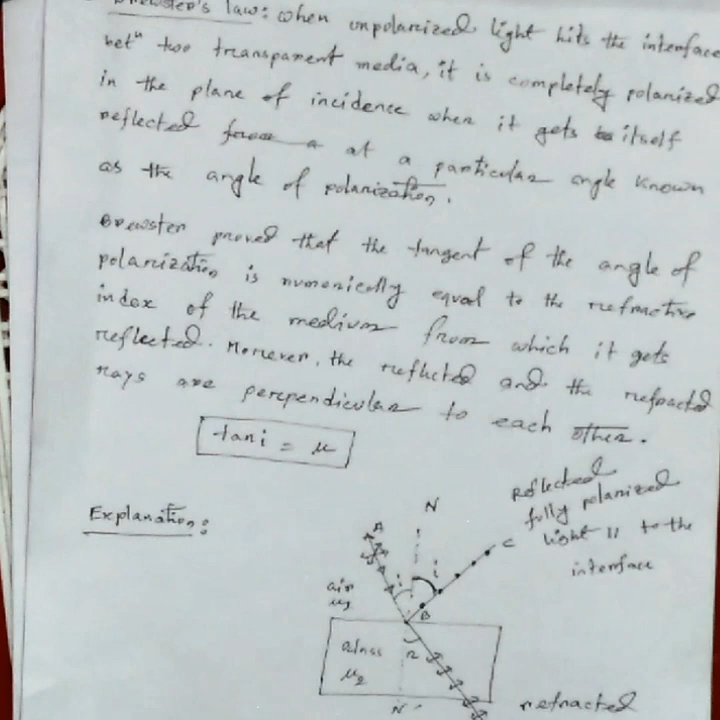 Brewster's law: when unpolarized light hits the interface
betⁿ two transparent media, it is completely polarized
in the plane of incidence when it gets itself
reflected from a at a particular angle known
as the angle of polarization.
Brewster proved that the tangent of the angle of
polarization is numerically equal to the refractive
index of the medium from which it gets
reflected. Moreover, the reflected and the refracted
rays are perpendicular to each other.
tan i = μ
Explanation:
Reflected
fully polarized
light || to the
interface
N
A
C
i
i
air
μ₁
B
Glass
μ₂
r
N'
refracted